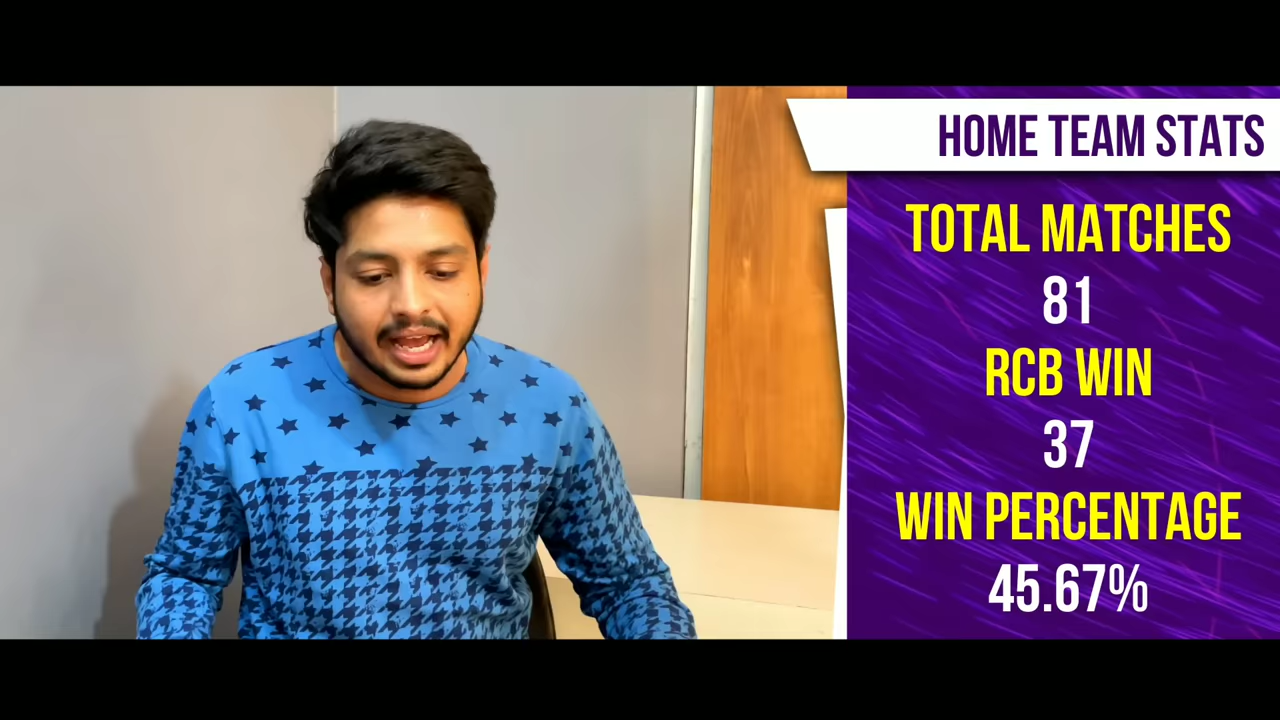 HOME TEAM STATS
TOTAL MATCHES
81
RCB WIN
37
WIN PERCENTAGE
45.67%